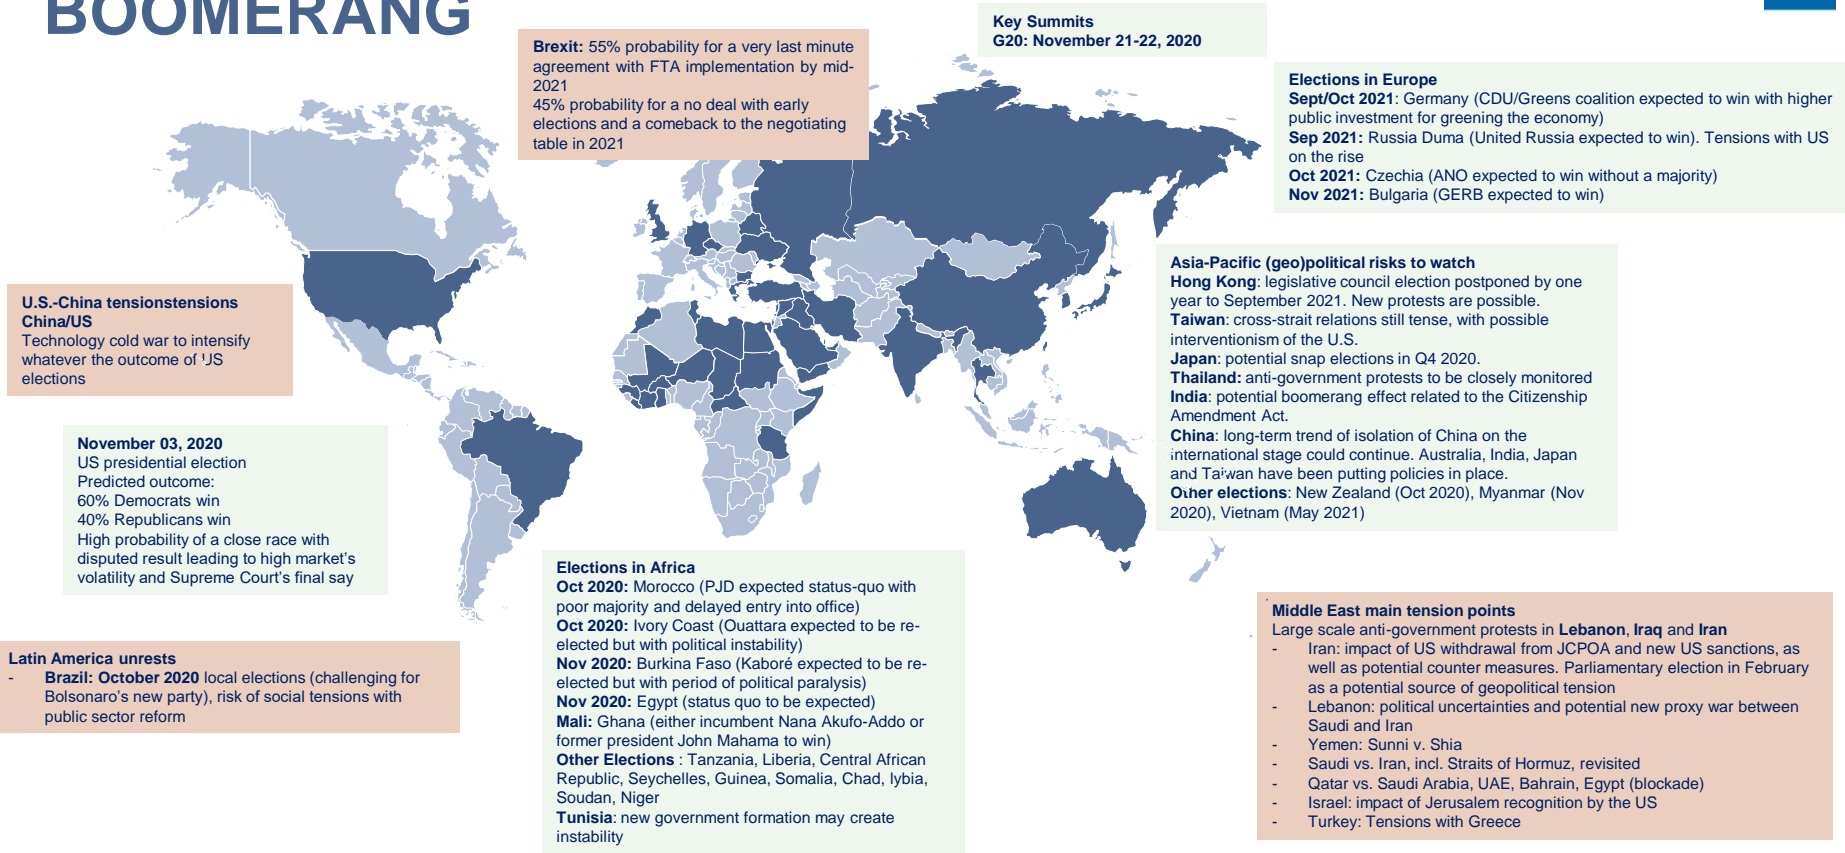 BOOMERANG
Key Summits
G20: November 21-22, 2020
Brexit: 55% probability for a very last minute
agreement with FTA implementation by mid-
2021
45% probability for a no deal with early
elections and a comeback to the negotiating
table in 2021
Elections in Europe
Sept/Oct 2021: Germany (CDU/Greens coalition expected to win with higher
public investment for greening the economy)
Sep 2021: Russia Duma (United Russia expected to win). Tensions with US
on the rise
Oct 2021: Czechia (ANO expected to win without a majority)
Nov 2021: Bulgaria (GERB expected to win)
U.S.-China tensionstensions
China/US
Technology cold war to intensify
whatever the outcome of US
elections
Asia-Pacific (geo)political risks to watch
Hong Kong: legislative council election postponed by one
year to September 2021. New protests are possible.
Taiwan: cross-strait relations still tense, with possible
interventionism of the U.S.
Japan: potential snap elections in Q4 2020.
Thailand: anti-government protests to be closely monitored
India: potential boomerang effect related to the Citizenship
Amendment Act.
China: long-term trend of isolation of China on the
international stage could continue. Australia, India, Japan
and Taiwan have been putting policies in place.
Other elections: New Zealand (Oct 2020), Myanmar (Nov
2020), Vietnam (May 2021)
November 03, 2020
US presidential election
Predicted outcome:
60% Democrats win
40% Republicans win
High probability of a close race with
disputed result leading to high market's
volatility and Supreme Court's final say
Elections in Africa
Oct 2020: Morocco (PJD expected status-quo with
poor majority and delayed entry into office)
Oct 2020: Ivory Coast (Ouattara expected to be re-
elected but with political instability)
Nov 2020: Burkina Faso (Kaboré expected to be re-
elected but with period of political paralysis)
Nov 2020: Egypt (status quo to be expected)
Mali: Ghana (either incumbent Nana Akufo-Addo or
former president John Mahama to win)
Other Elections : Tanzania, Liberia, Central African
Republic, Seychelles, Guinea, Somalia, Chad, lybia,
Soudan, Niger
Tunisia: new government formation may create
instability
Latin America unrests
- Brazil: October 2020 local elections (challenging for
Bolsonaro's new party), risk of social tensions with
public sector reform
Middle East main tension points
Large scale anti-government protests in Lebanon, Iraq and Iran
- Iran: impact of US withdrawal from JCPOA and new US sanctions, as
well as potential counter measures. Parliamentary election in February
as a potential source of geopolitical tension
- Lebanon: political uncertainties and potential new proxy war between
Saudi and Iran
- Yemen: Sunni v. Shia
- Saudi vs. Iran, incl. Straits of Hormuz, revisited
- Qatar vs. Saudi Arabia, UAE, Bahrain, Egypt (blockade)
- Israel: impact of Jerusalem recognition by the US
- Turkey: Tensions with Greece